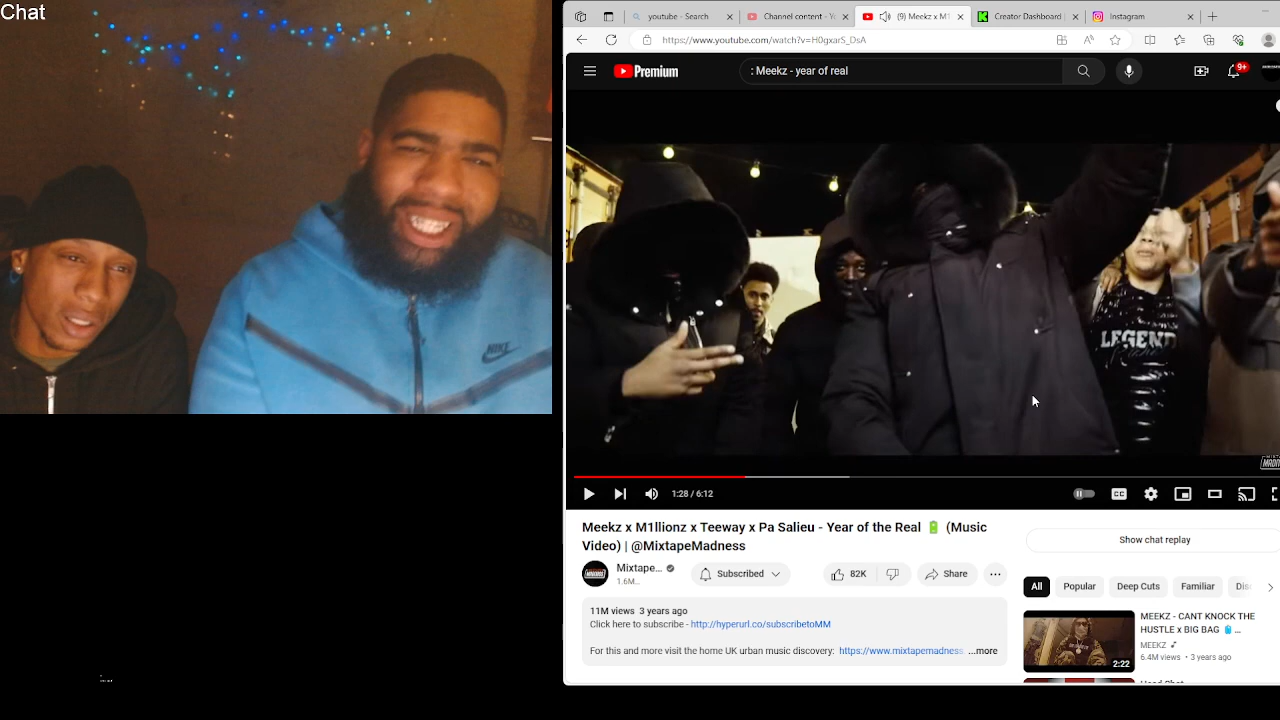 Chat
youtube - Search
Channel content - Y
(9) Meekz x M1
Creator Dashboard |
Instagram
https://www.youtube.com/watch?v=H0gxarS_DsA
Premium
: Meekz - year of real
9+
LEGEND
NIKE
1:28 / 6:12
CC
Meekz x M1llionz x Teeway x Pa Salieu - Year of the Real 🔋 (Music
Video) | @MixtapeMadness
Mixtape...
1.6M...
Subscribed
82K
Share
Show chat replay
All
Popular
Deep Cuts
Familiar
11M views 3 years ago
Click here to subscribe - http://hyperurl.co/subscribetoMM
For this and more visit the home UK urban music discovery: https://www.mixtapemadness ...more
MEEKZ - CANT KNOCK THE
HUSTLE x BIG BAG 🧳...
MEEKZ
6.4M views • 3 years ago
2:22